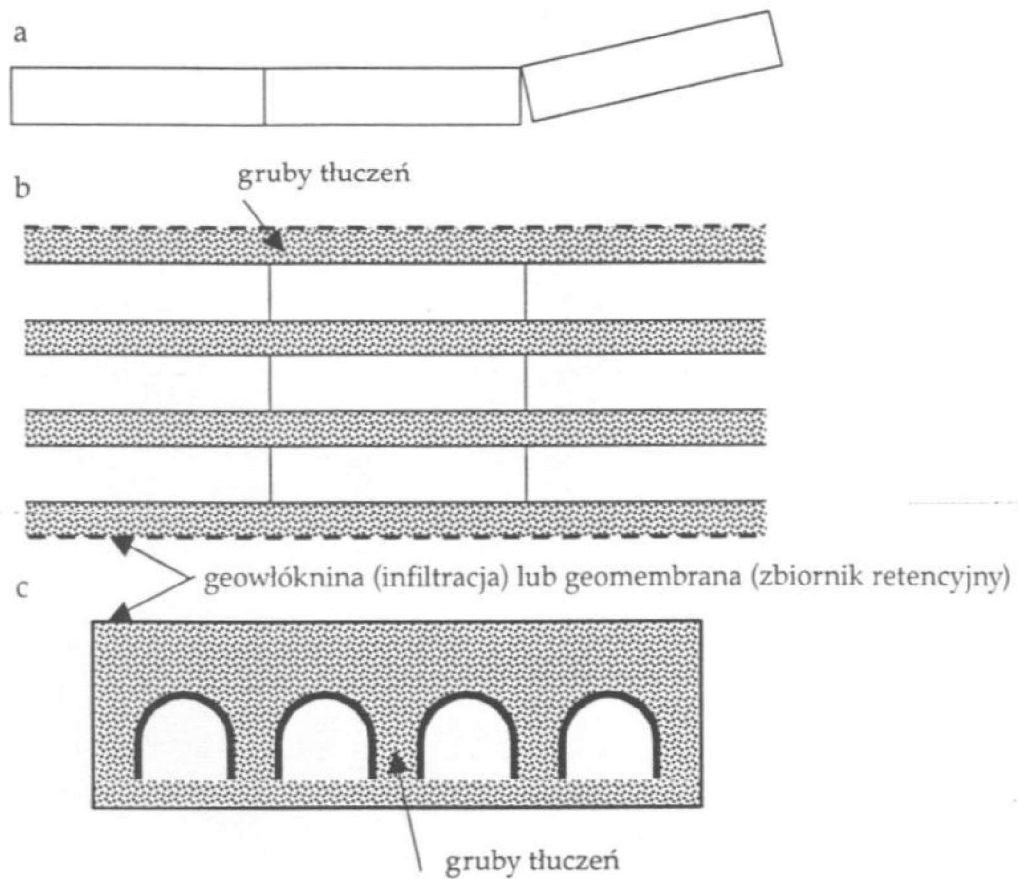 a
gruby tłuczeń
b
geowłóknina (infiltracja) lub geomembrana (zbiornik retencyjny)
c
gruby tłuczeń